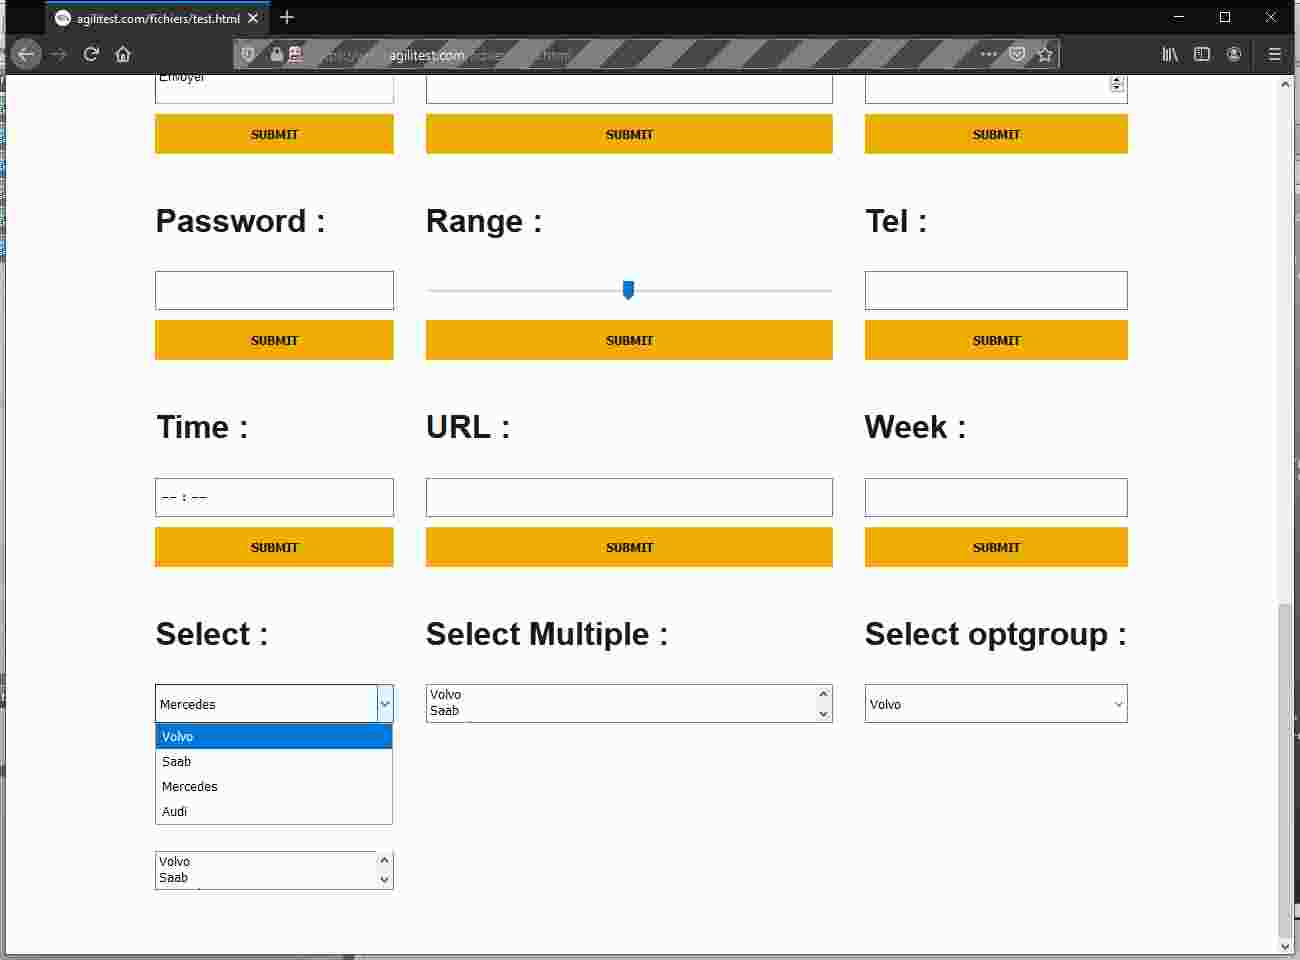 agilitest.com/fichiers/test.html
agilitest.com
Envoyer
SUBMIT SUBMIT SUBMIT
Password : Range : Tel :
SUBMIT SUBMIT SUBMIT
Time : URL : Week :
-- : --
SUBMIT SUBMIT SUBMIT
Select : Select Multiple : Select optgroup :
Mercedes Volvo Volvo
Saab
Volvo
Saab
Mercedes
Audi
Volvo
Saab